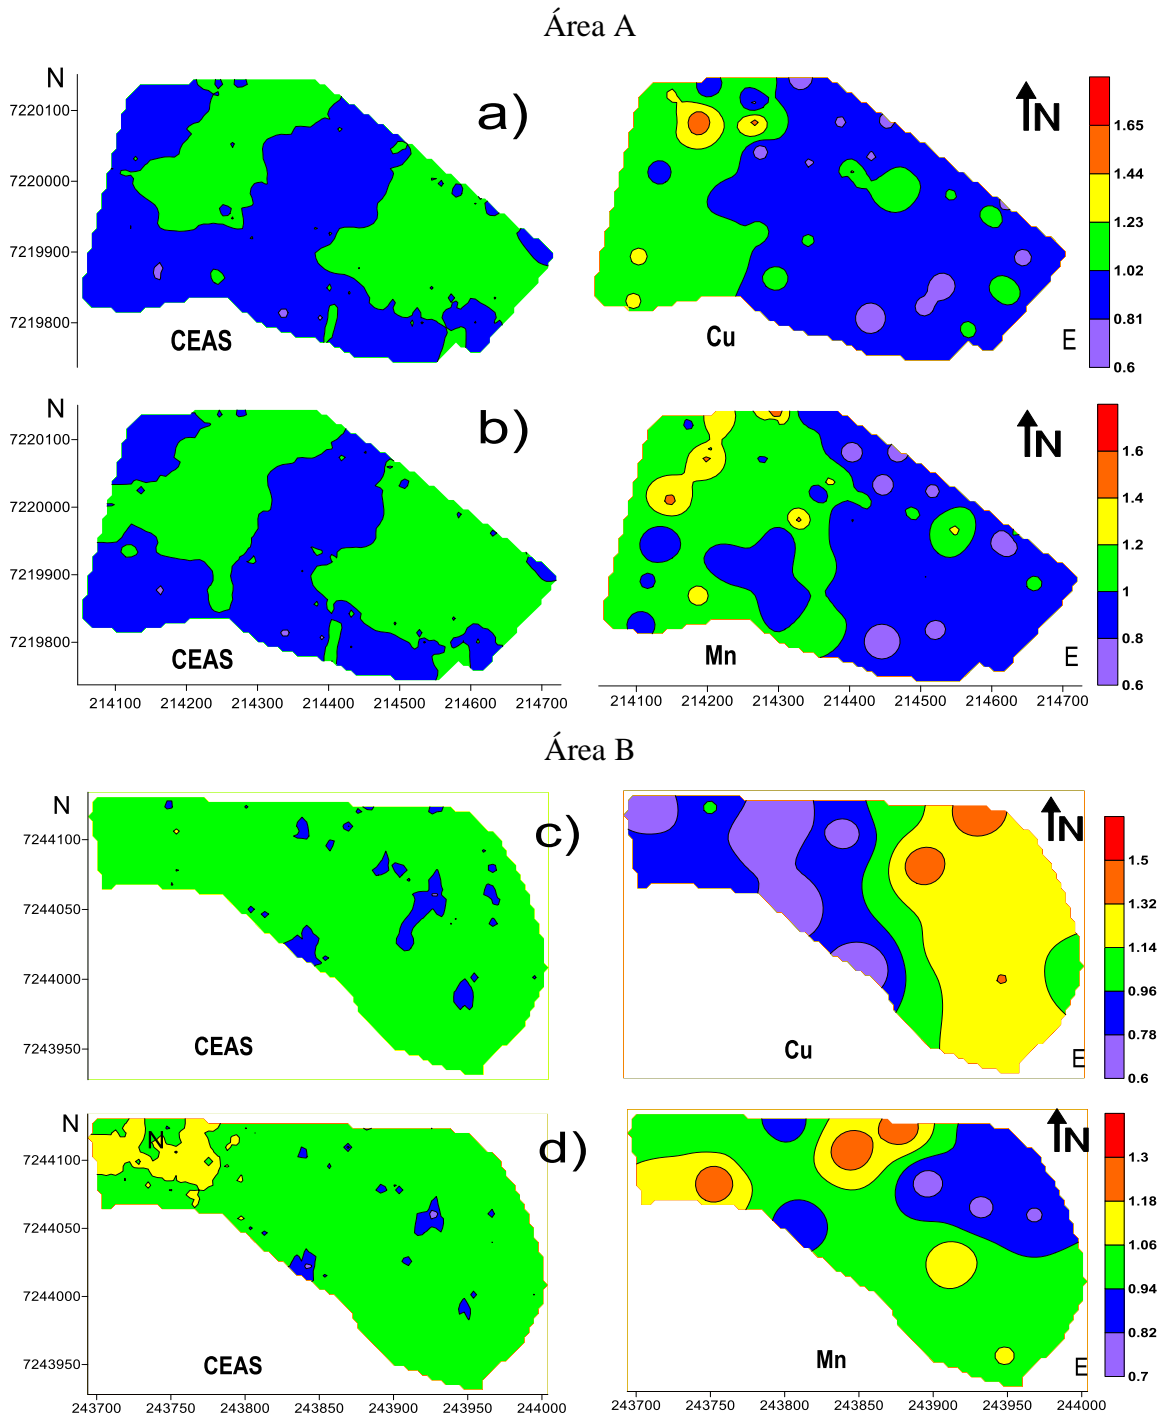 Área A
N
7220100
7220000
7219900
7219800
a)
CEAS
Cu
N
E
1.65
1.44
1.23
1.02
0.81
0.6
N
7220100
7220000
7219900
7219800
b)
CEAS
Mn
N
E
1.6
1.4
1.2
1
0.8
0.6
214100 214200 214300 214400 214500 214600 214700
214100 214200 214300 214400 214500 214600 214700
Área B
N
7244100
7244050
7244000
7243950
c)
CEAS
Cu
N
E
1.5
1.32
1.14
0.96
0.78
0.6
N
7244100
7244050
7244000
7243950
N
d)
CEAS
Mn
N
E
1.3
1.18
1.06
0.94
0.82
0.7
243700 243750 243800 243850 243900 243950 244000
243700 243750 243800 243850 243900 243950 244000